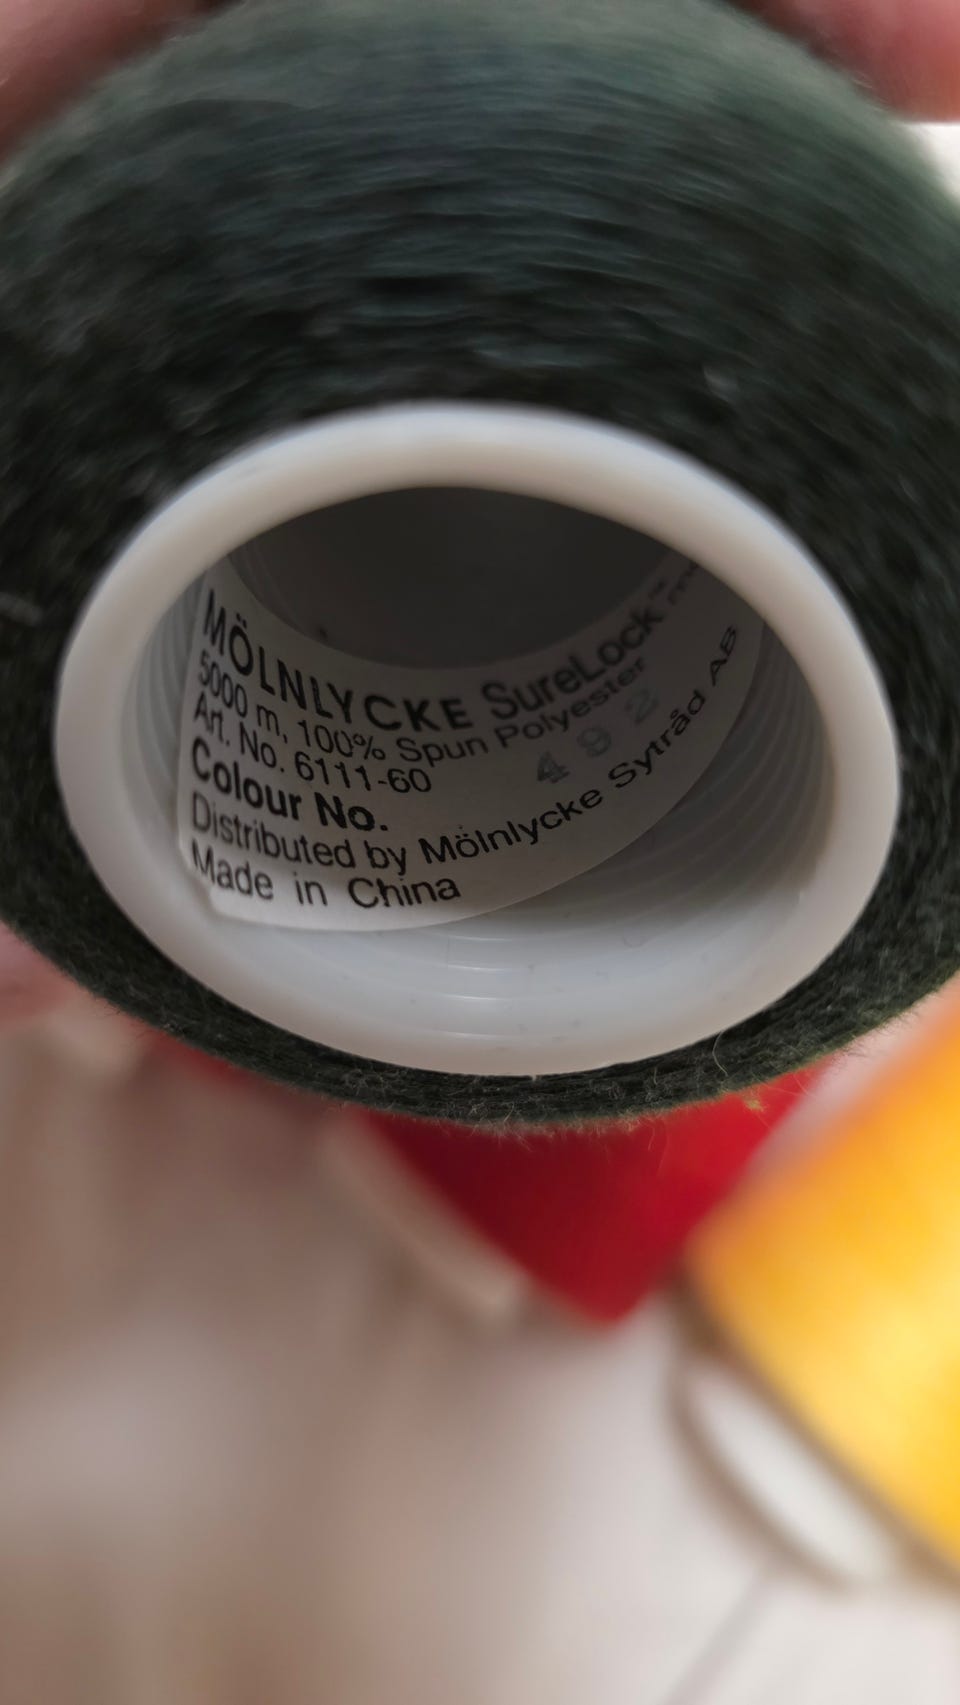 MÖLNLYCKE SureLock™
5000 m, 100% Spun Polyester
Art. No. 6111-60
Colour No. 492
Distributed by Mölnlycke Sytråd AB
Made in China